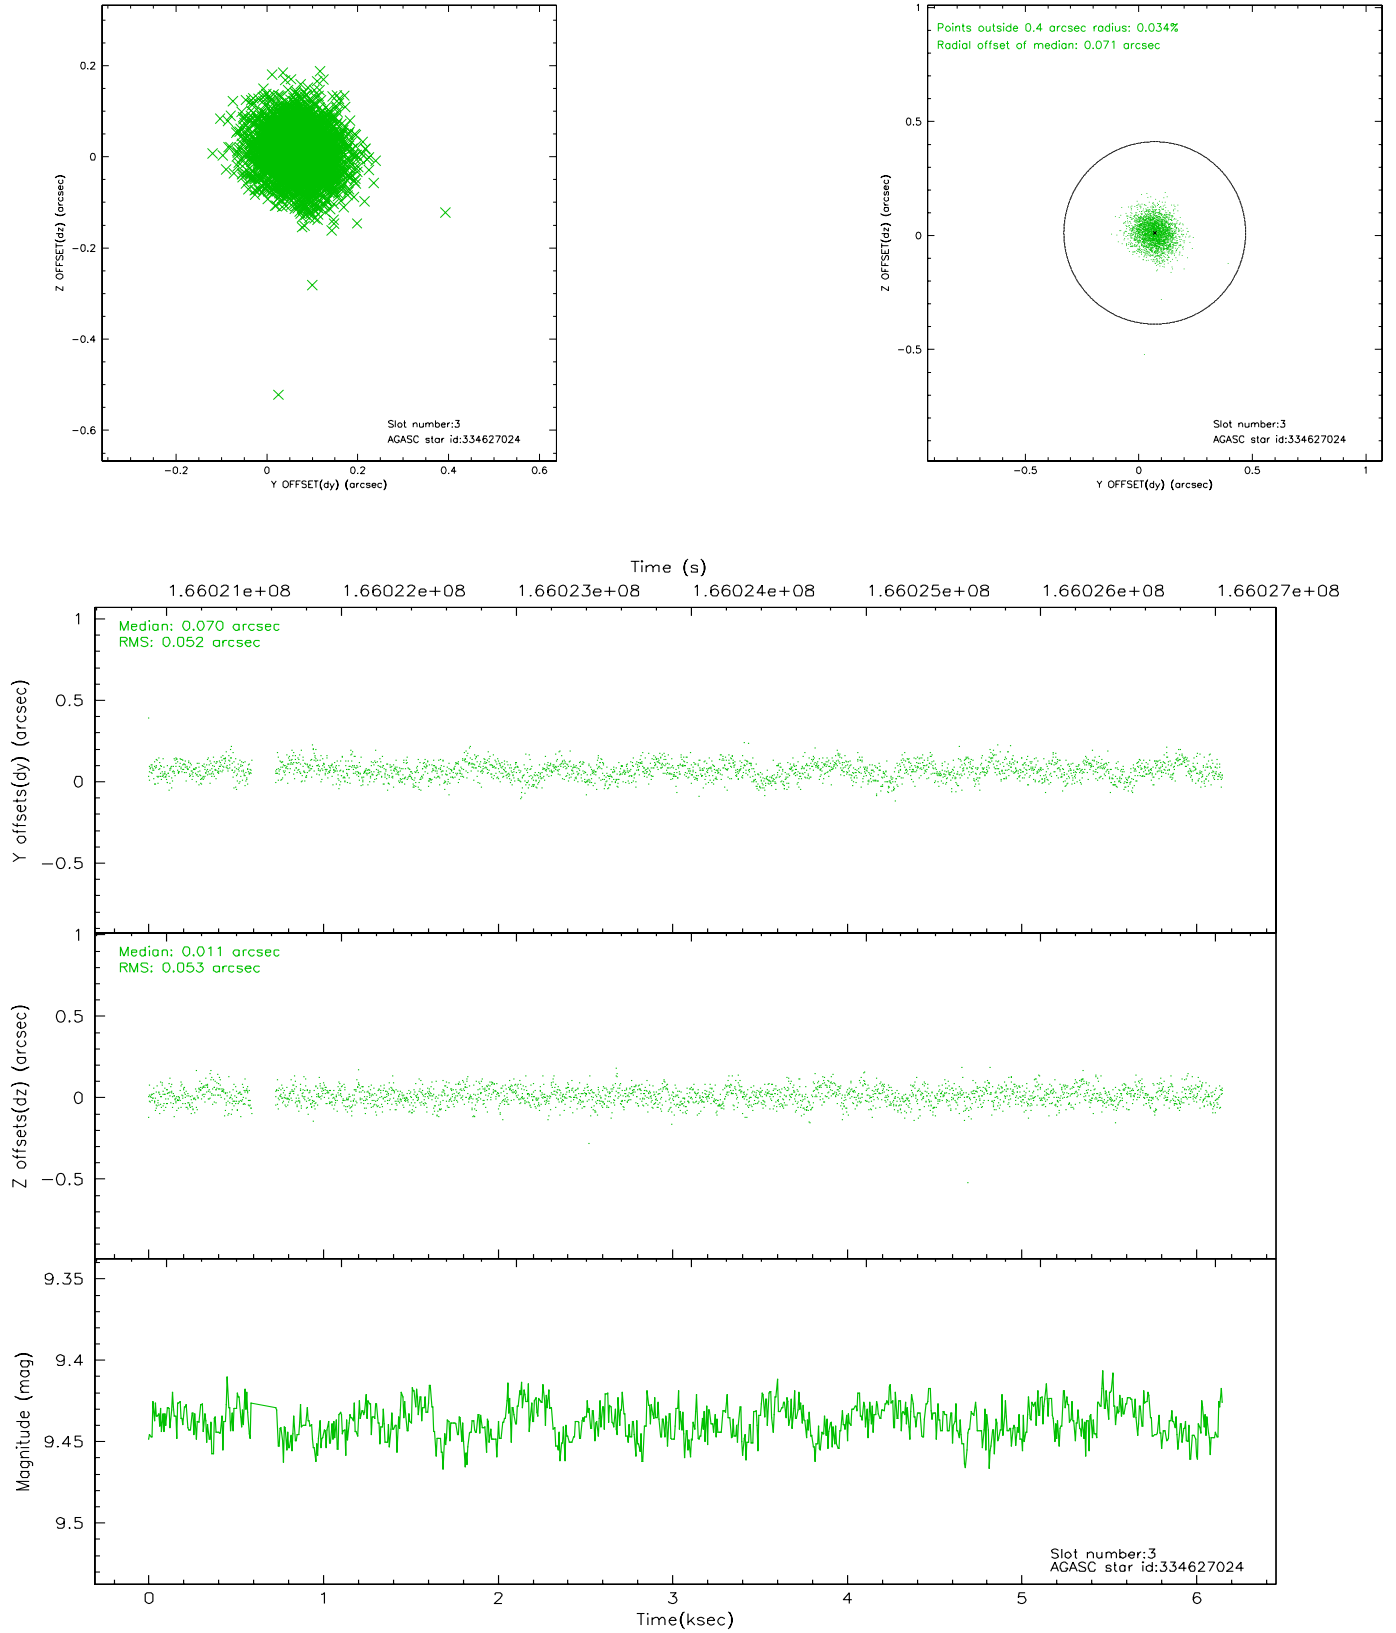 0.2
0
−0.2
−0.4
−0.6
Z OFFSET(dz) (arcsec)
Slot number:3
AGASC star id:334627024
−0.2 0 0.2 0.4 0.6
Y OFFSET(dy) (arcsec)
Points outside 0.4 arcsec radius: 0.034%
Radial offset of median: 0.071 arcsec
1
0.5
0
−0.5
Z OFFSET(dz) (arcsec)
Slot number:3
AGASC star id:334627024
−0.5 0 0.5 1
Y OFFSET(dy) (arcsec)
Time (s)
1.66021e+08 1.66022e+08 1.66023e+08 1.66024e+08 1.66025e+08 1.66026e+08 1.66027e+08
Median: 0.070 arcsec
RMS: 0.052 arcsec
1
0.5
0
−0.5
Y offsets(dy) (arcsec)
Median: 0.011 arcsec
RMS: 0.053 arcsec
1
0.5
0
−0.5
Z offsets(dz) (arcsec)
9.35
9.4
9.45
9.5
Magnitude (mag)
Slot number:3
AGASC star id:334627024
0 1 2 3 4 5 6
Time(ksec)